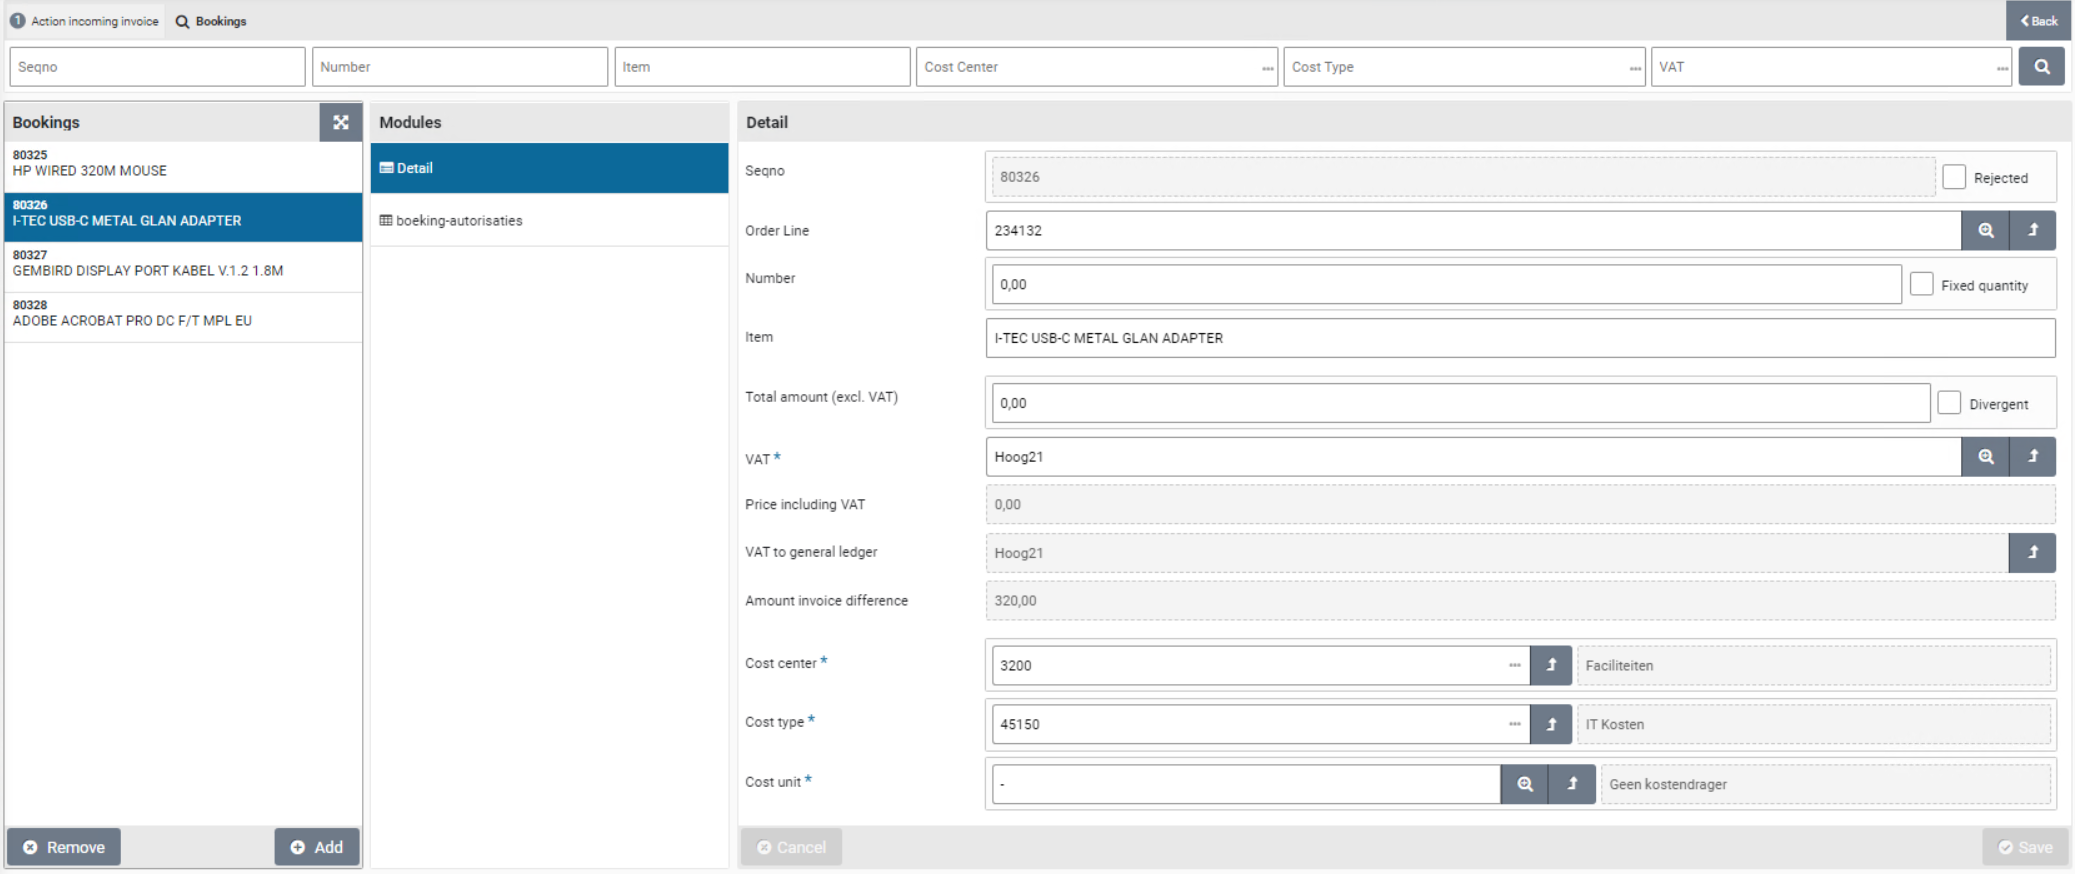 1 Action incoming invoice Bookings Back
Seqno Number Item Cost Center ... Cost Type ... VAT ...
Bookings
80325
HP WIRED 320M MOUSE
80326
I-TEC USB-C METAL GLAN ADAPTER
80327
GEMBIRD DISPLAY PORT KABEL V.1.2 1.8M
80328
ADOBE ACROBAT PRO DC F/T MPL EU
Remove Add
Modules
Detail
boeking-autorisaties
Detail
Seqno 80326 Rejected
Order Line 234132
Number 0,00 Fixed quantity
Item I-TEC USB-C METAL GLAN ADAPTER
Total amount (excl. VAT) 0,00 Divergent
VAT * Hoog21
Price including VAT 0,00
VAT to general ledger Hoog21
Amount invoice difference 320,00
Cost center * 3200 ... Faciliteiten
Cost type * 45150 ... IT Kosten
Cost unit * - Geen kostendrager
Cancel Save